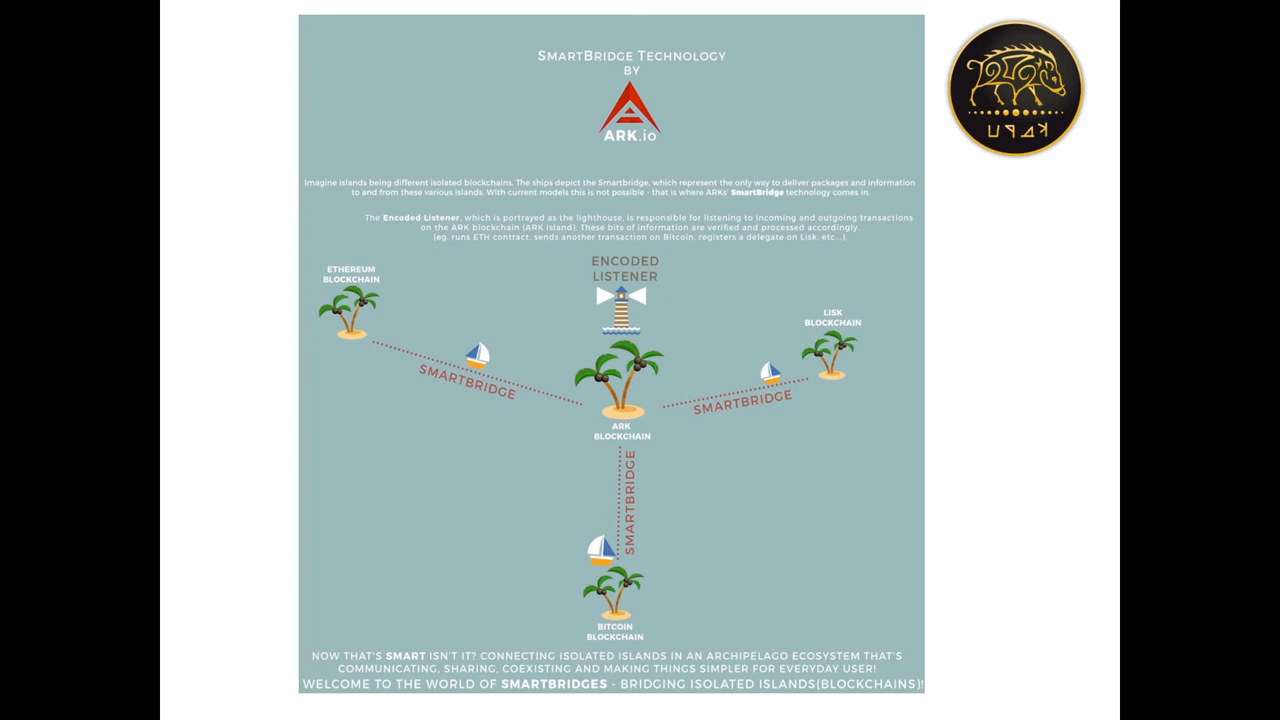 SMARTBRIDGE TECHNOLOGY
BY
ARK.io
Imagine islands being different isolated blockchains. The ships depict the Smartbridge, which represent the only way to deliver packages and information
to and from these various islands. With current models this is not possible - that is where ARKs' SmartBridge technology comes in.
The Encoded Listener, which is portrayed as the lighthouse, is responsible for listening to incoming and outgoing transactions
on the ARK blockchain (ARK island). These bits of information are verified and processed accordingly.
(eg. runs ETH contract, sends another transaction on Bitcoin, registers a delegate on Lisk, etc...).
ENCODED
LISTENER
ETHEREUM
BLOCKCHAIN
LISK
BLOCKCHAIN
SMARTBRIDGE
SMARTBRIDGE
ARK
BLOCKCHAIN
SMARTBRIDGE
BITCOIN
BLOCKCHAIN
NOW THAT'S SMART ISN'T IT? CONNECTING ISOLATED ISLANDS IN AN ARCHIPELAGO ECOSYSTEM THAT'S
COMMUNICATING, SHARING, COEXISTING AND MAKING THINGS SIMPLER FOR EVERYDAY USER!
WELCOME TO THE WORLD OF SMARTBRIDGES - BRIDGING ISOLATED ISLANDS(BLOCKCHAINS)!